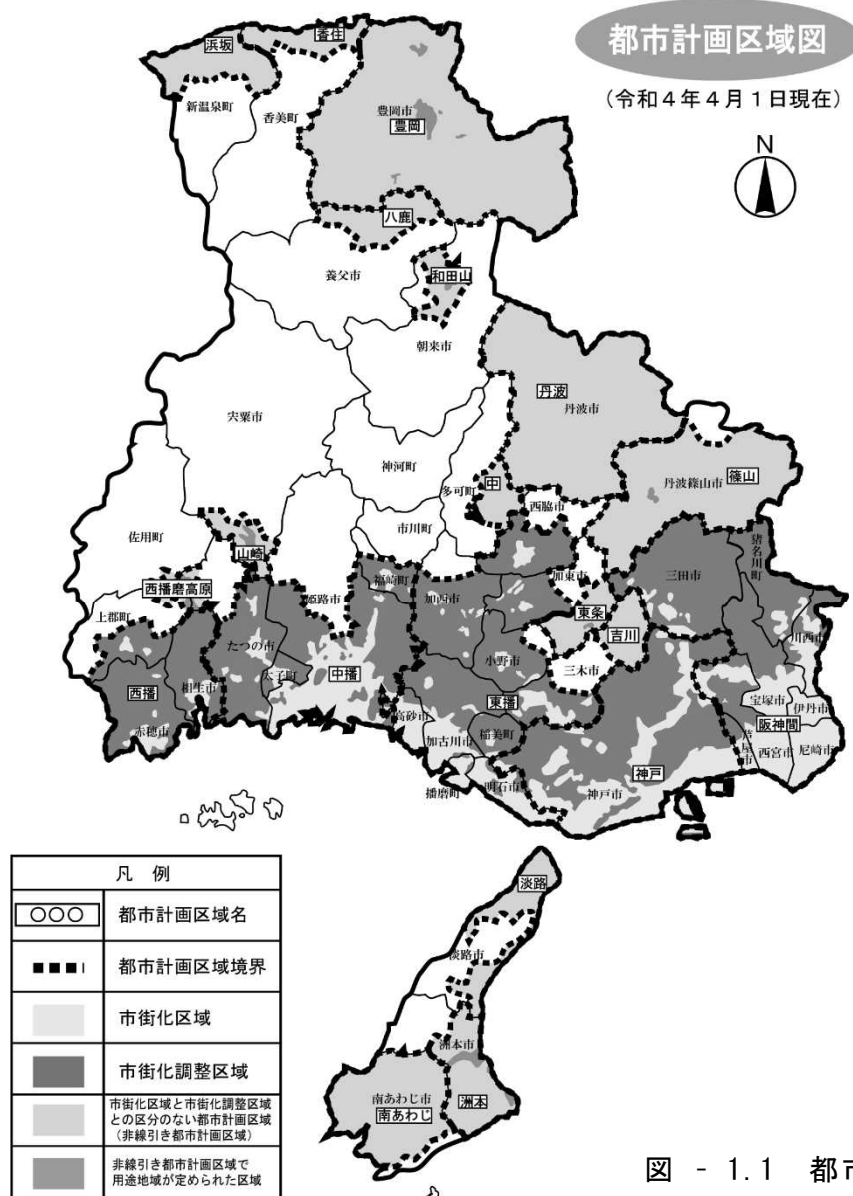 都市計画区域図
（令和４年４月１日現在）
N
浜坂
香住
新温泉町
香美町
豊岡市
豊岡
八鹿
養父市
和田山
朝来市
丹波
丹波市
宍粟市
神河町
多可町
中
西脇市
篠山
丹波篠山市
佐用町
市川町
山崎
西播磨高原
上郡町
姫路市
福崎町
加西市
加東市
東条
吉川
三田市
猪名川町
川西市
たつの市
太子町
中播
小野市
三木市
西播
相生市
赤穂市
東播
高砂市
加古川市
稲美町
播磨町
明石市
神戸
神戸市
宝塚市
伊丹市
阪神間
芦屋市
西宮市
尼崎市
淡路
淡路市
洲本市
南あわじ市
南あわじ
洲本
凡 例
○○○ 都市計画区域名
都市計画区域境界
市街化区域
市街化調整区域
市街化区域と市街化調整区域
との区分のない都市計画区域
（非線引き都市計画区域）
非線引き都市計画区域で
用途地域が定められた区域
図 - 1.1 都市